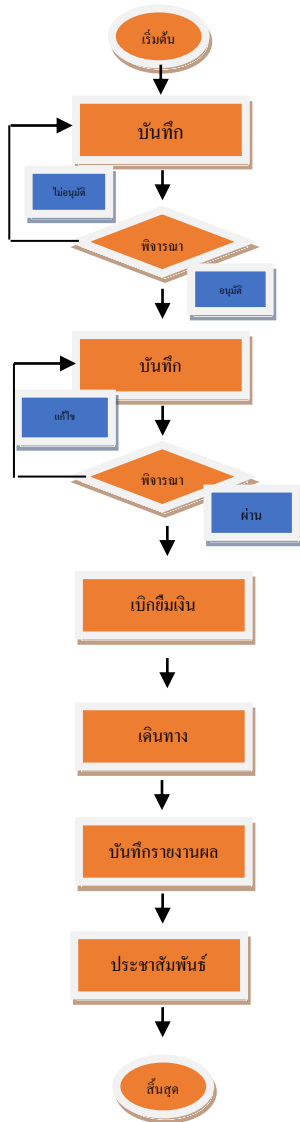 เริ่มต้น
บันทึก
ไม่อนุมัติ
พิจารณา
อนุมัติ
บันทึก
แก้ไข
พิจารณา
ผ่าน
เบิกยืมเงิน
เดินทาง
บันทึกรายงานผล
ประชาสัมพันธ์
สิ้นสุด